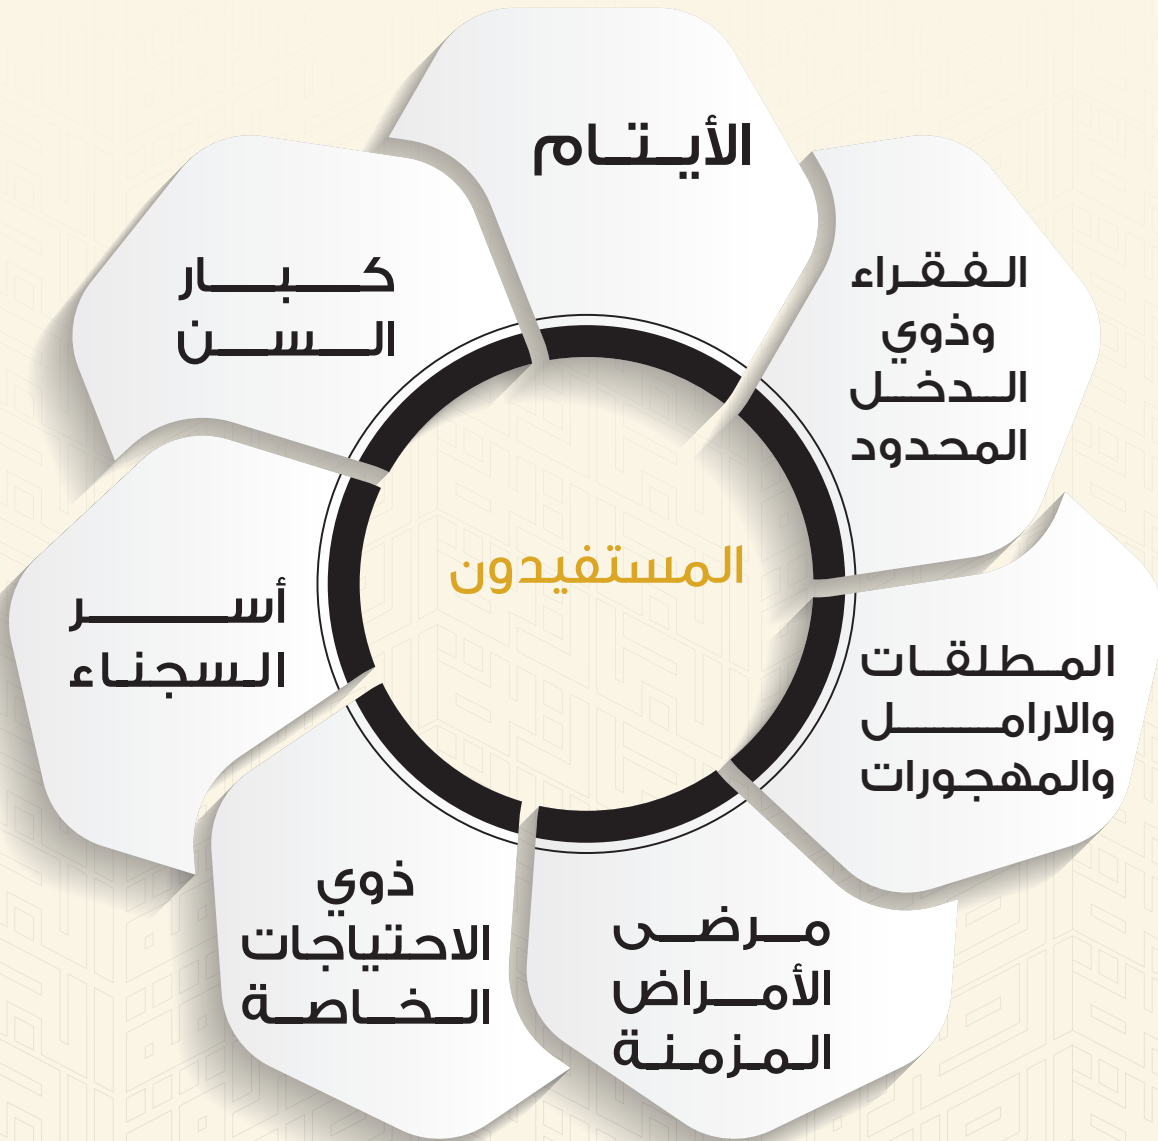 الأيتام
الفقراء
وذوي
الدخل
المحدود
المطلقات
والارامل
والمهجورات
مرضى
الأمراض
المزمنة
ذوي
الاحتياجات
الخاصة
أسر
السجناء
كبار
السن
المستفيدون